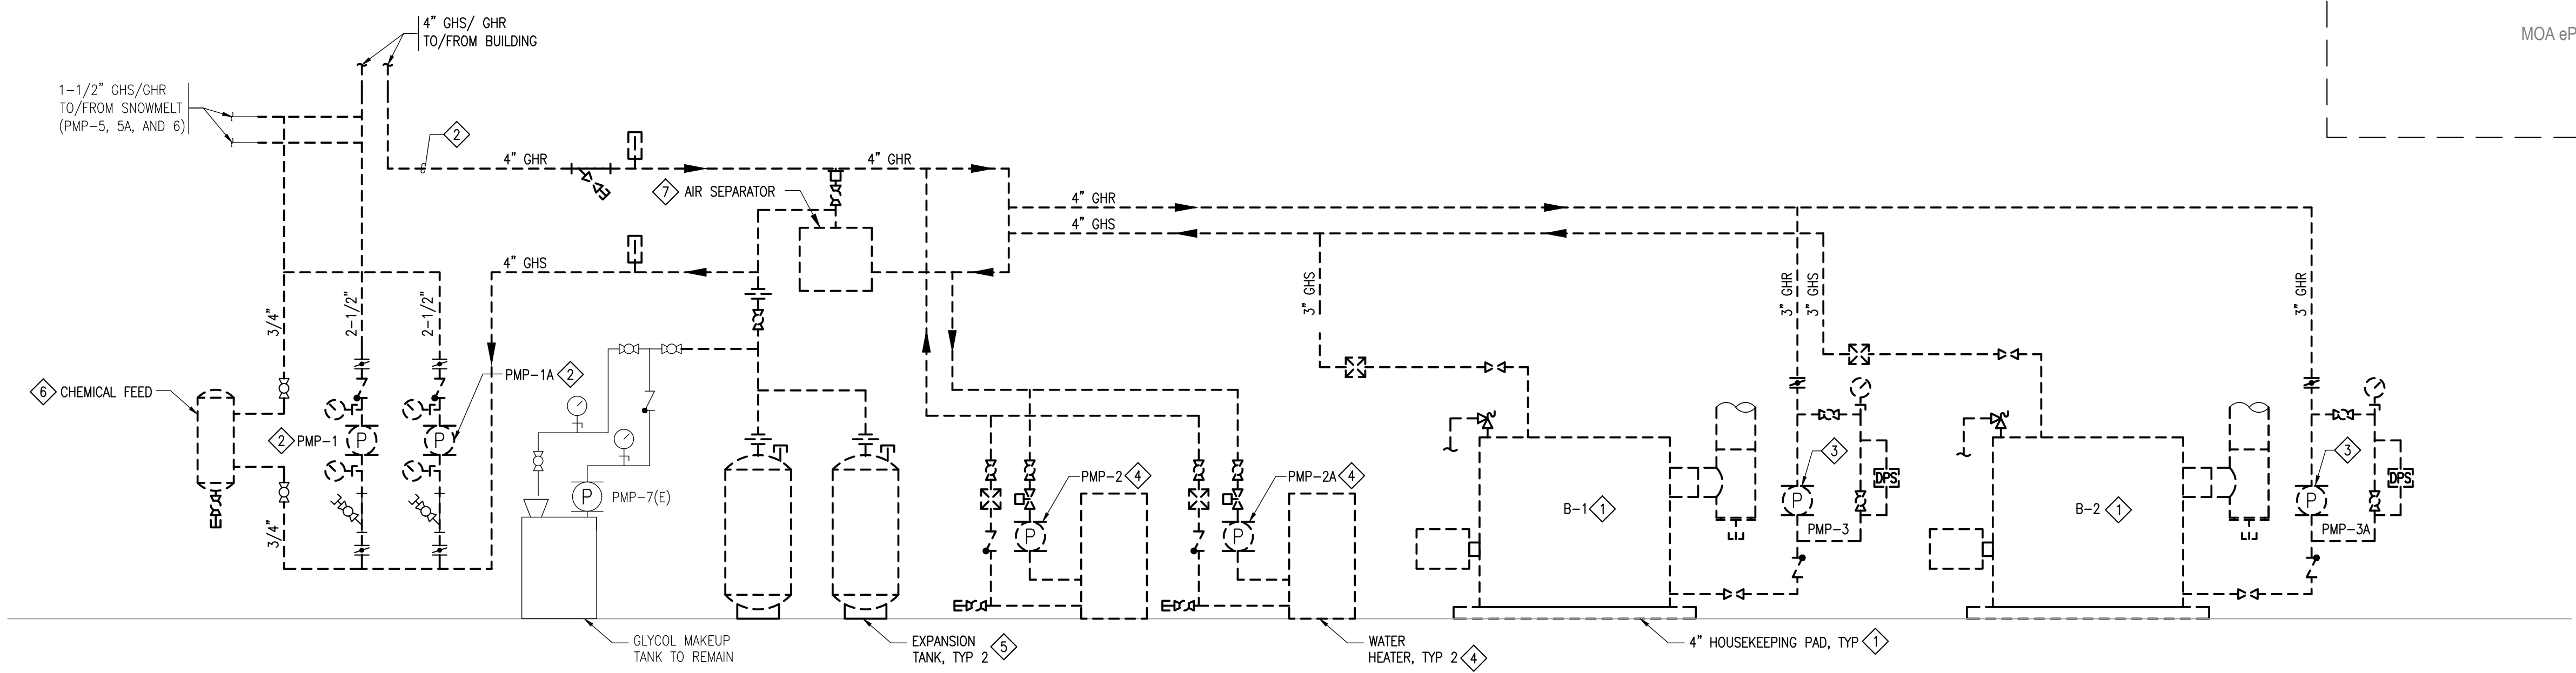 4" GHS/ GHR
TO/FROM BUILDING
MOA eP
1-1/2" GHS/GHR
TO/FROM SNOWMELT
(PMP-5, 5A, AND 6)
2
4" GHR
4" GHR
7 AIR SEPARATOR
4" GHR
4" GHS
4" GHS
3/4"
2-1/2"
2-1/2"
3" GHS
3" GHR
3" GHS
3" GHR
6 CHEMICAL FEED
PMP-1A 2
2 PMP-1
P
P
3/4"
P
PMP-7(E)
PMP-2 4
P
PMP-2A 4
P
B-1 1
3
P
DPS
PMP-3
B-2 1
3
P
DPS
PMP-3A
GLYCOL MAKEUP
TANK TO REMAIN
EXPANSION
TANK, TYP 2 5
WATER
HEATER, TYP 2 4
4" HOUSEKEEPING PAD, TYP 1